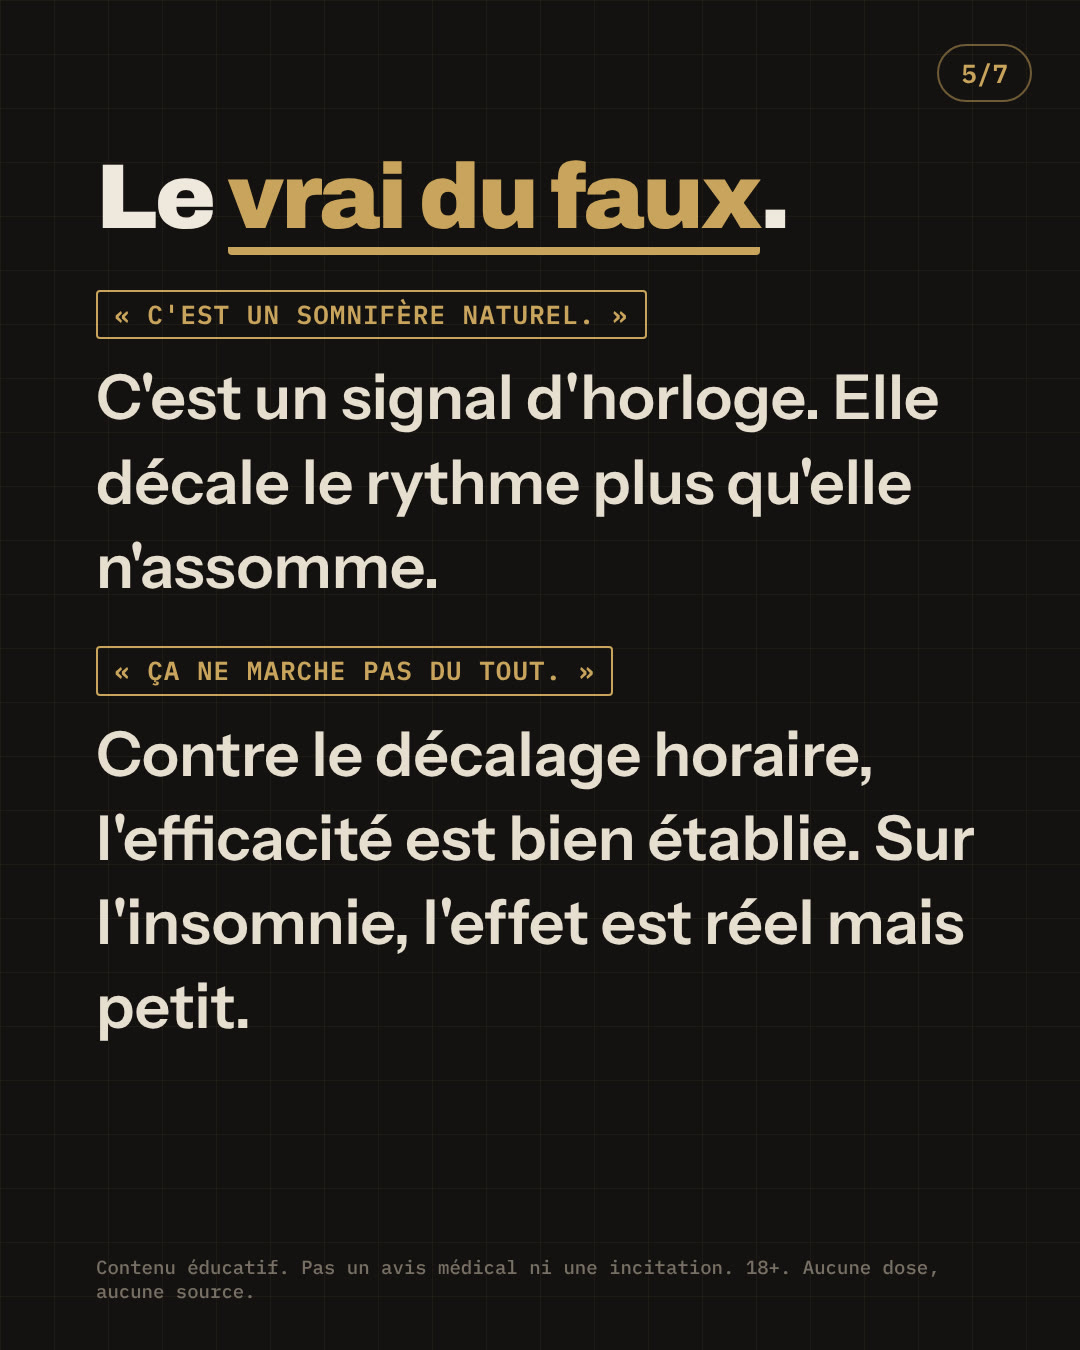 5/7
Le vrai du faux.
« C'EST UN SOMNIFÈRE NATUREL. »
C'est un signal d'horloge. Elle
décale le rythme plus qu'elle
n'assomme.
« ÇA NE MARCHE PAS DU TOUT. »
Contre le décalage horaire,
l'efficacité est bien établie. Sur
l'insomnie, l'effet est réel mais
petit.
Contenu éducatif. Pas un avis médical ni une incitation. 18+. Aucune dose,
aucune source.